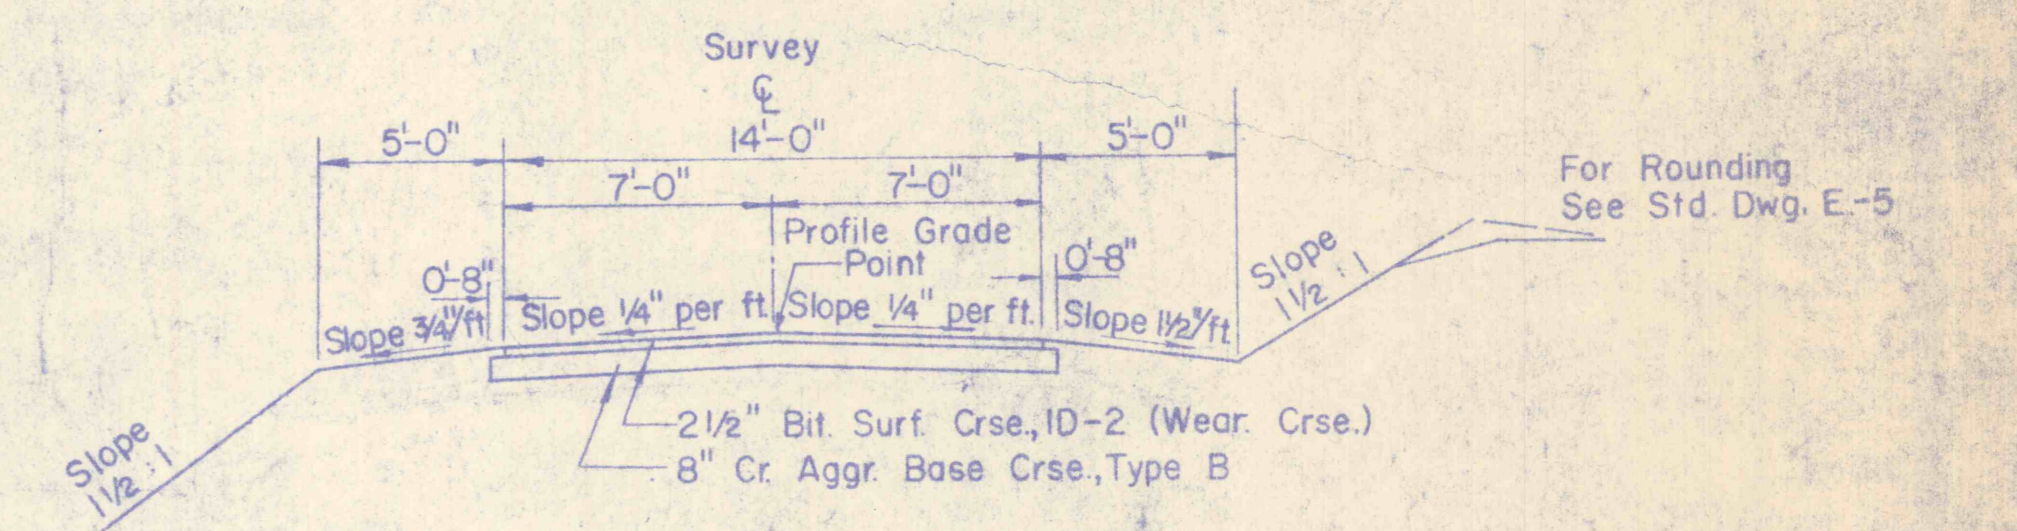 Survey
℄
5'-0" 14'-0" 5'-0"
7'-0" 7'-0"
For Rounding
See Std. Dwg. E.-5
Profile Grade
Point
0'-8" 0'-8"
Slope 3/4"/ft Slope 1/4" per ft. Slope 1/4" per ft. Slope 1½"/ft
Slope
1 1/2 : 1
2 1/2" Bit. Surf. Crse., ID-2 (Wear. Crse.)
8" Cr. Aggr. Base Crse., Type B
Slope
1 1/2 : 1